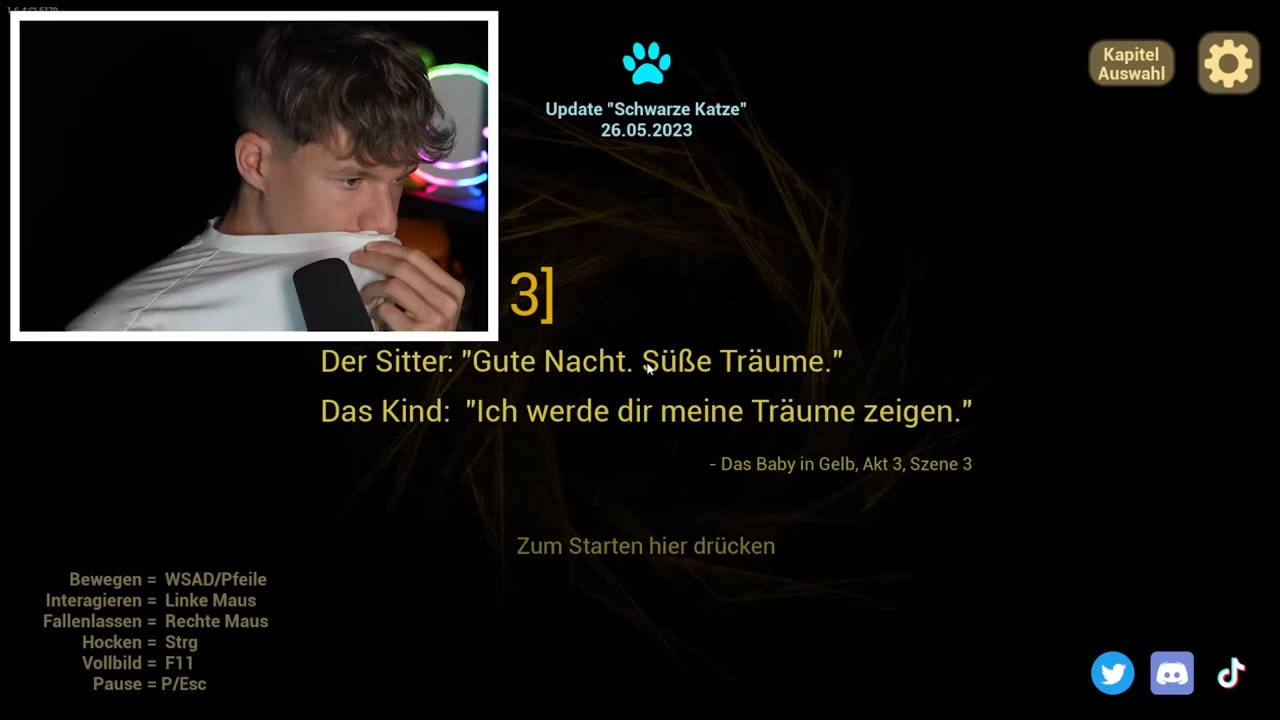 Kapitel
Auswahl
Update "Schwarze Katze"
26.05.2023
3]
Der Sitter: "Gute Nacht. Süße Träume."
Das Kind: "Ich werde dir meine Träume zeigen."
- Das Baby in Gelb, Akt 3, Szene 3
Zum Starten hier drücken
Bewegen = WSAD/Pfeile
Interagieren = Linke Maus
Fallenlassen = Rechte Maus
Hocken = Strg
Vollbild = F11
Pause = P/Esc